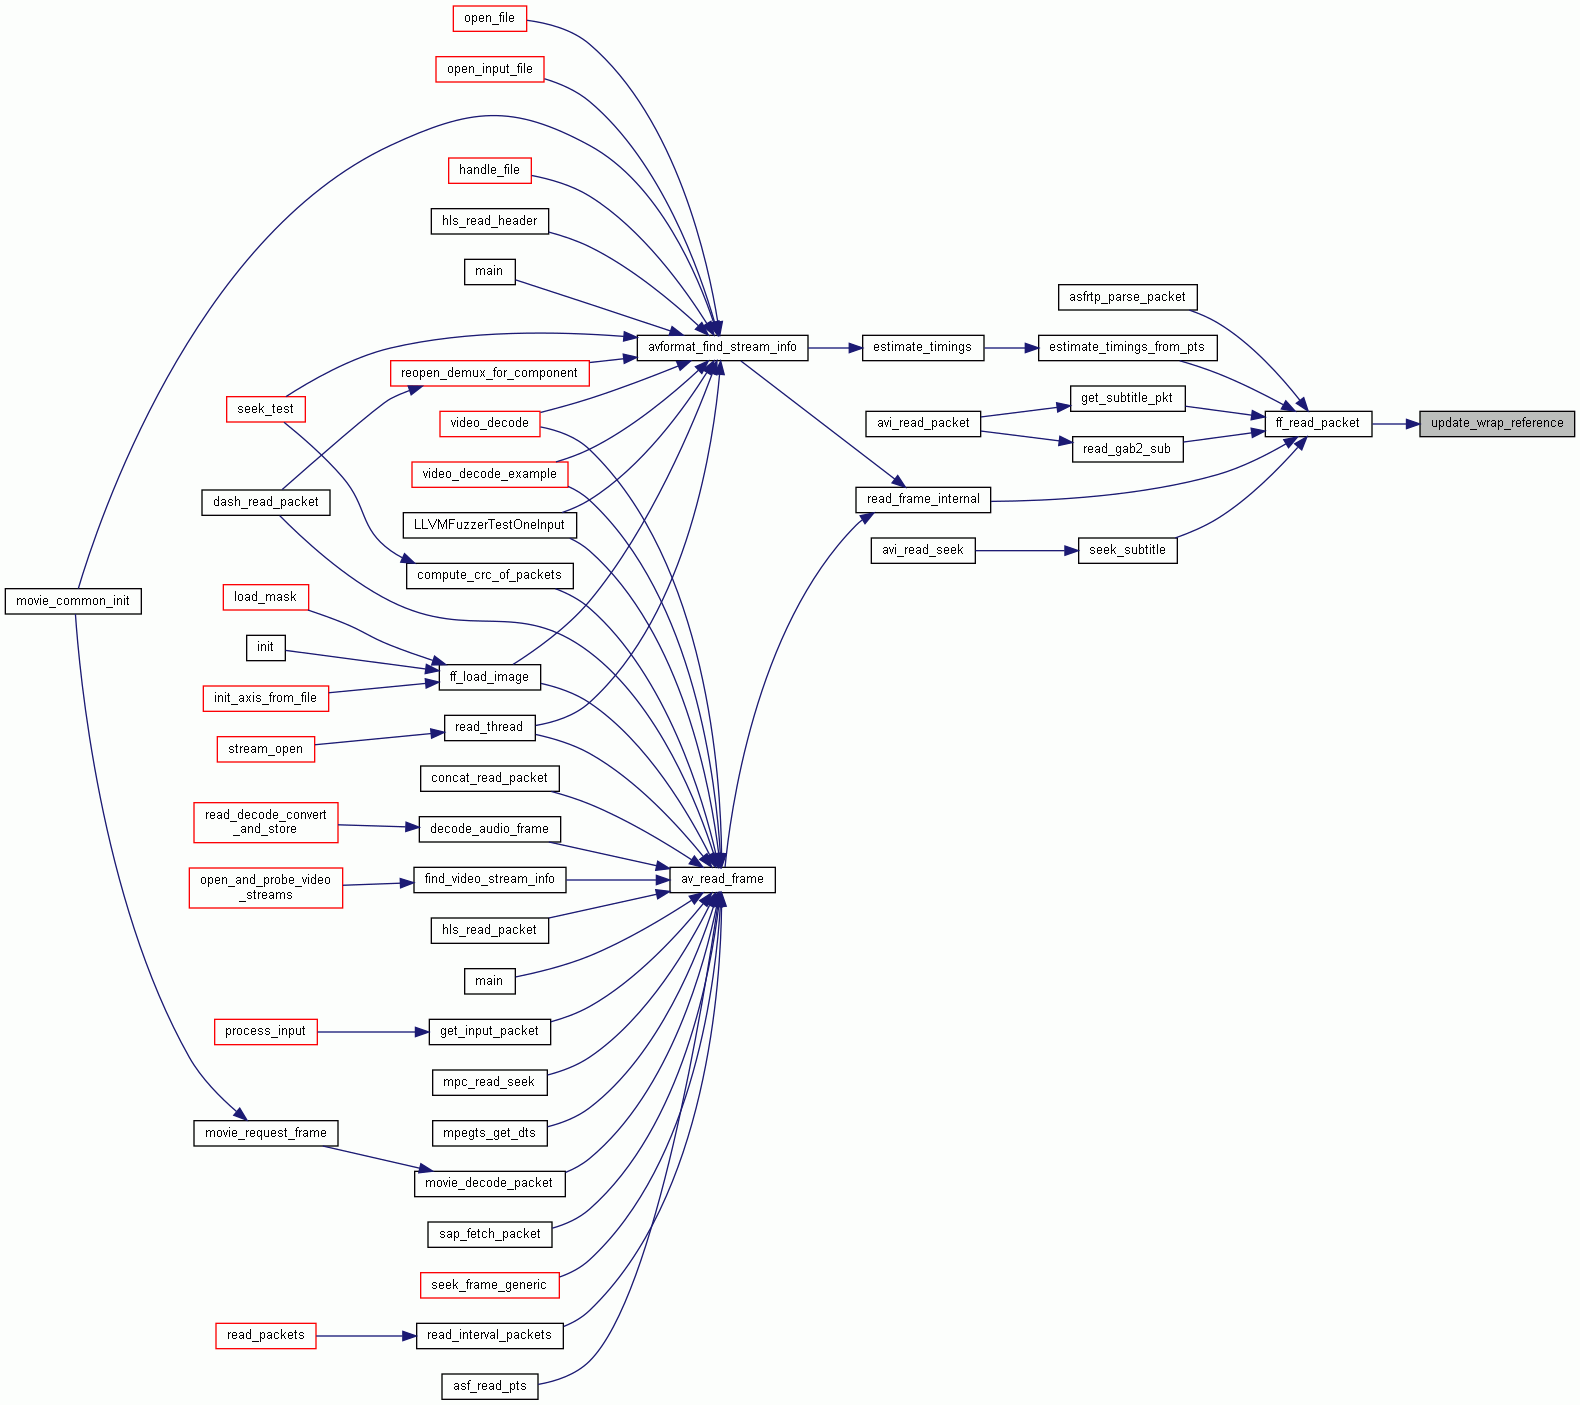 open_file
open_input_file
handle_file
hls_read_header
main
asfrtp_parse_packet
avformat_find_stream_info
estimate_timings
estimate_timings_from_pts
reopen_demux_for_component
get_subtitle_pkt
seek_test
video_decode
avi_read_packet
ff_read_packet
update_wrap_reference
read_gab2_sub
video_decode_example
dash_read_packet
read_frame_internal
LLVMFuzzerTestOneInput
avi_read_seek
seek_subtitle
compute_crc_of_packets
movie_common_init
load_mask
init
ff_load_image
init_axis_from_file
read_thread
stream_open
concat_read_packet
read_decode_convert
_and_store
decode_audio_frame
open_and_probe_video
_streams
find_video_stream_info
av_read_frame
hls_read_packet
main
process_input
get_input_packet
mpc_read_seek
movie_request_frame
mpegts_get_dts
movie_decode_packet
sap_fetch_packet
seek_frame_generic
read_packets
read_interval_packets
asf_read_pts